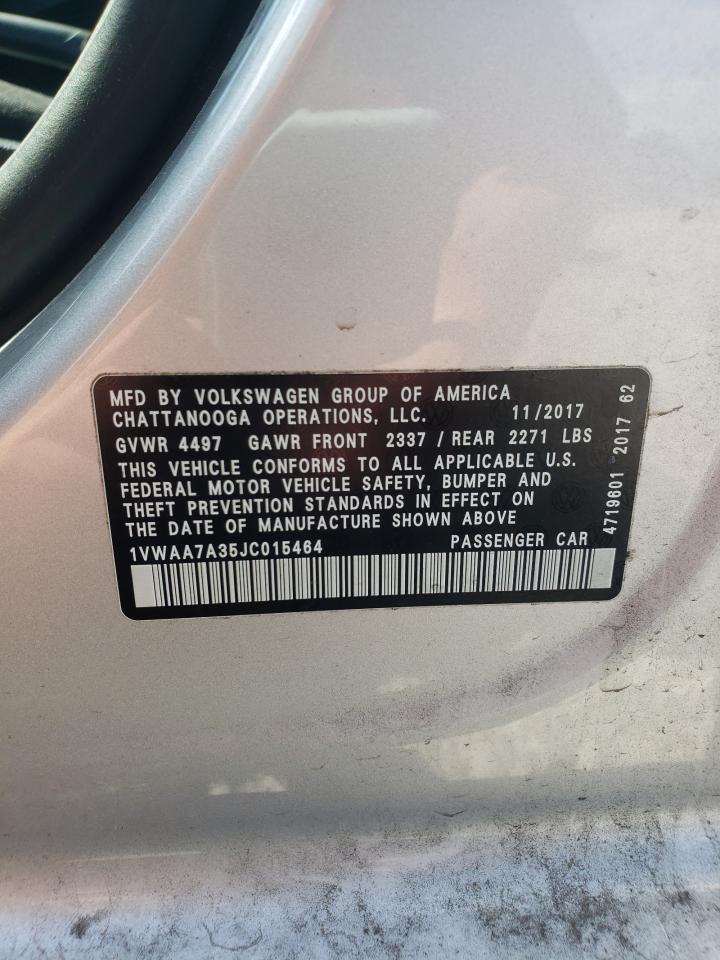 MFD BY VOLKSWAGEN GROUP OF AMERICA
CHATTANOOGA OPERATIONS, LLC. 11/2017
GVWR 4497 GAWR FRONT 2337 / REAR 2271 LBS
THIS VEHICLE CONFORMS TO ALL APPLICABLE U.S.
FEDERAL MOTOR VEHICLE SAFETY, BUMPER AND
THEFT PREVENTION STANDARDS IN EFFECT ON
THE DATE OF MANUFACTURE SHOWN ABOVE
1VWAA7A35JC015464 PASSENGER CAR
4719601 2017 62